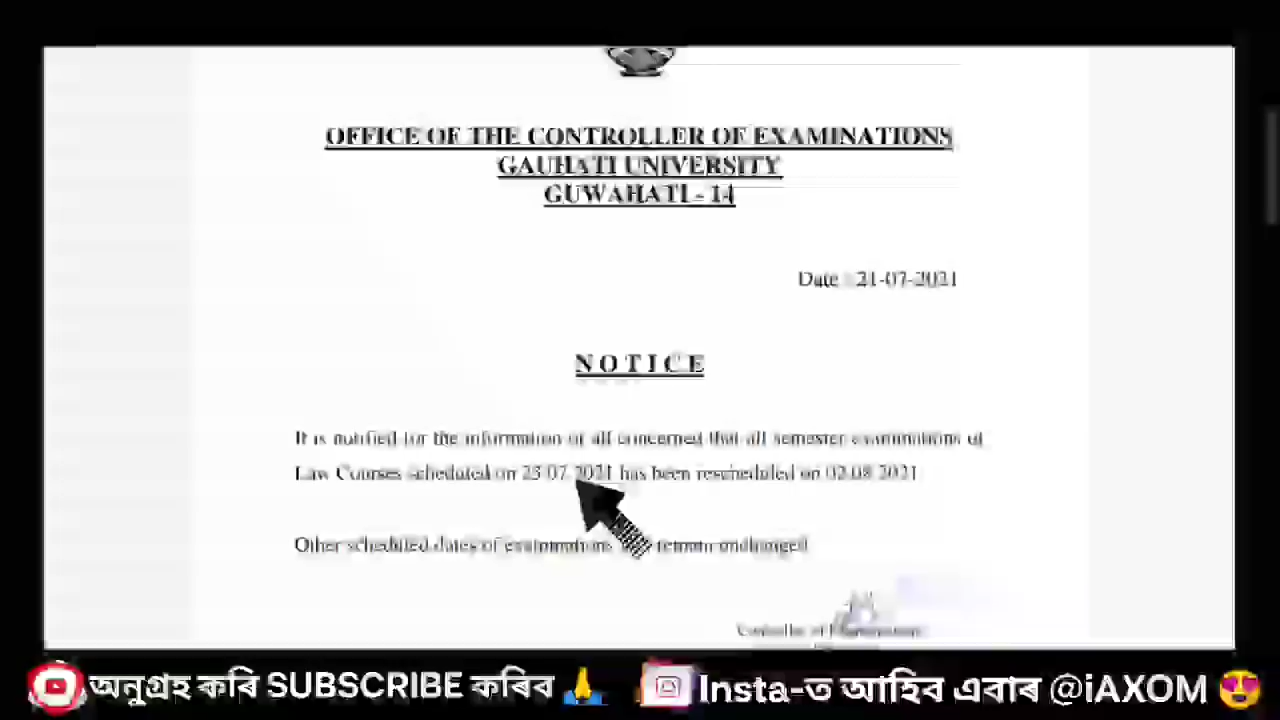 OFFICE OF THE CONTROLLER OF EXAMINATIONS
GAUHATI UNIVERSITY
GUWAHATI - 14
Date : 21-07-2021
N O T I C E
It is notified for the information of all concerned that all semester examinations of
Law Courses scheduled on 23.07.2021 has been rescheduled on 02.08.2021
Other scheduled dates of examinations remain unchanged
Controller of Examinations
অনুগ্ৰহ কৰি SUBSCRIBE কৰিব 🙏 Insta-ত আহিব এবাৰ @iAXOM 😍